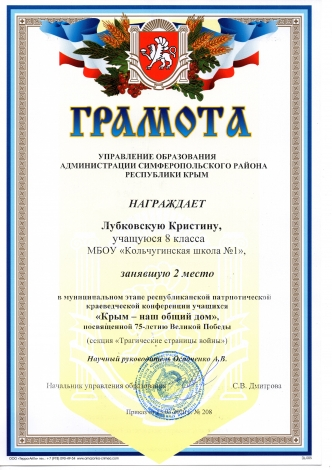 ГРАМОТА
УПРАВЛЕНИЕ ОБРАЗОВАНИЯ
АДМИНИСТРАЦИИ СИМФЕРОПОЛЬСКОГО РАЙОНА
РЕСПУБЛИКИ КРЫМ
НАГРАЖДАЕТ
Лубковскую Кристину,
учащуюся 8 класса
МБОУ «Кольчугинская школа №1»,
занявшую 2 место
в муниципальном этапе республиканской патриотической
краеведческой конференции учащихся
«Крым – наш общий дом»,
посвященной 75-летию Великой Победы
(секция «Трагические страницы войны»)
Научный руководитель А.В.
Начальник управления образования С.В. Дмитрова
№ 208